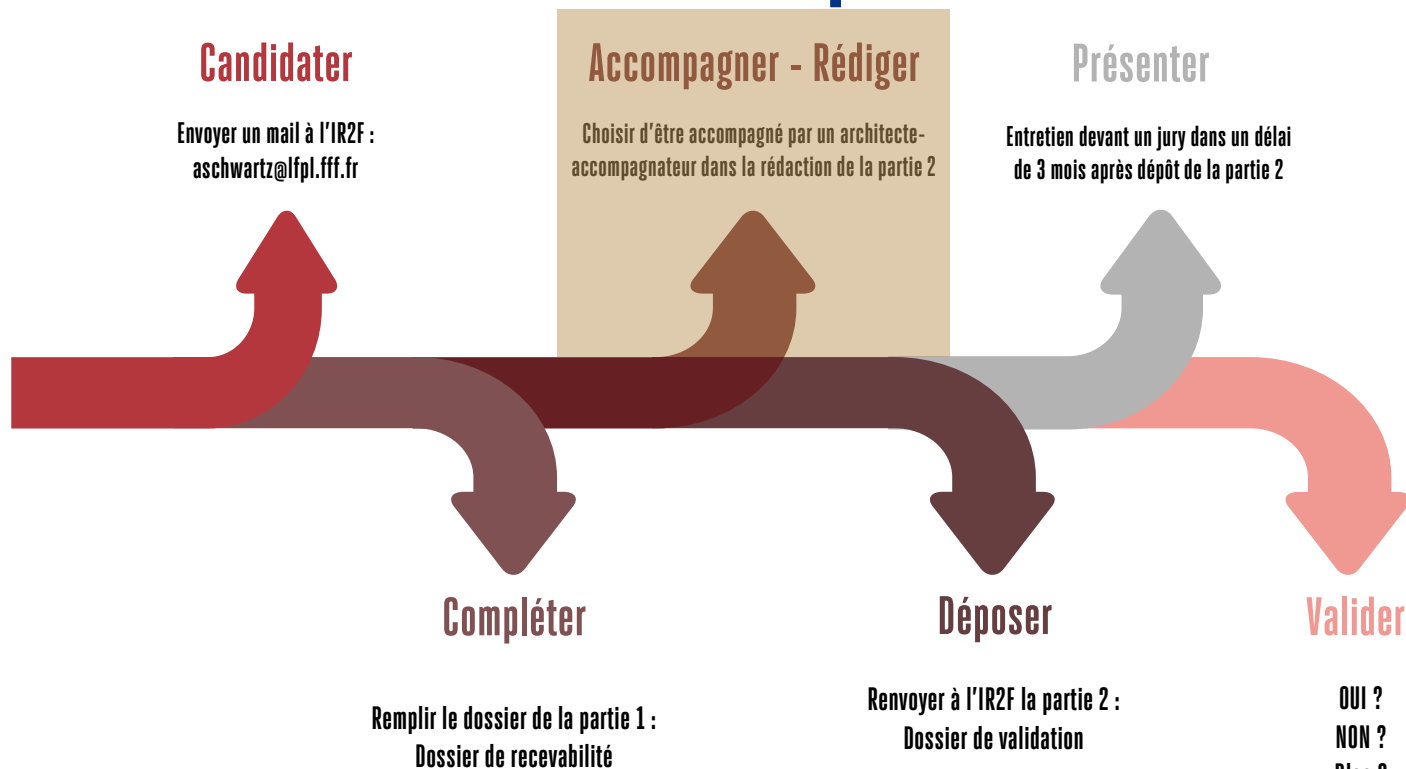 Candidater
Envoyer un mail à l'IR2F :
aschwartz@lfpl.fff.fr
Accompagner - Rédiger
Choisir d'être accompagné par un architecte-
accompagnateur dans la rédaction de la partie 2
Présenter
Entretien devant un jury dans un délai
de 3 mois après dépôt de la partie 2
Compléter
Remplir le dossier de la partie 1 :
Dossier de recevabilité
Déposer
Renvoyer à l'IR2F la partie 2 :
Dossier de validation
Valider
OUI ?
NON ?